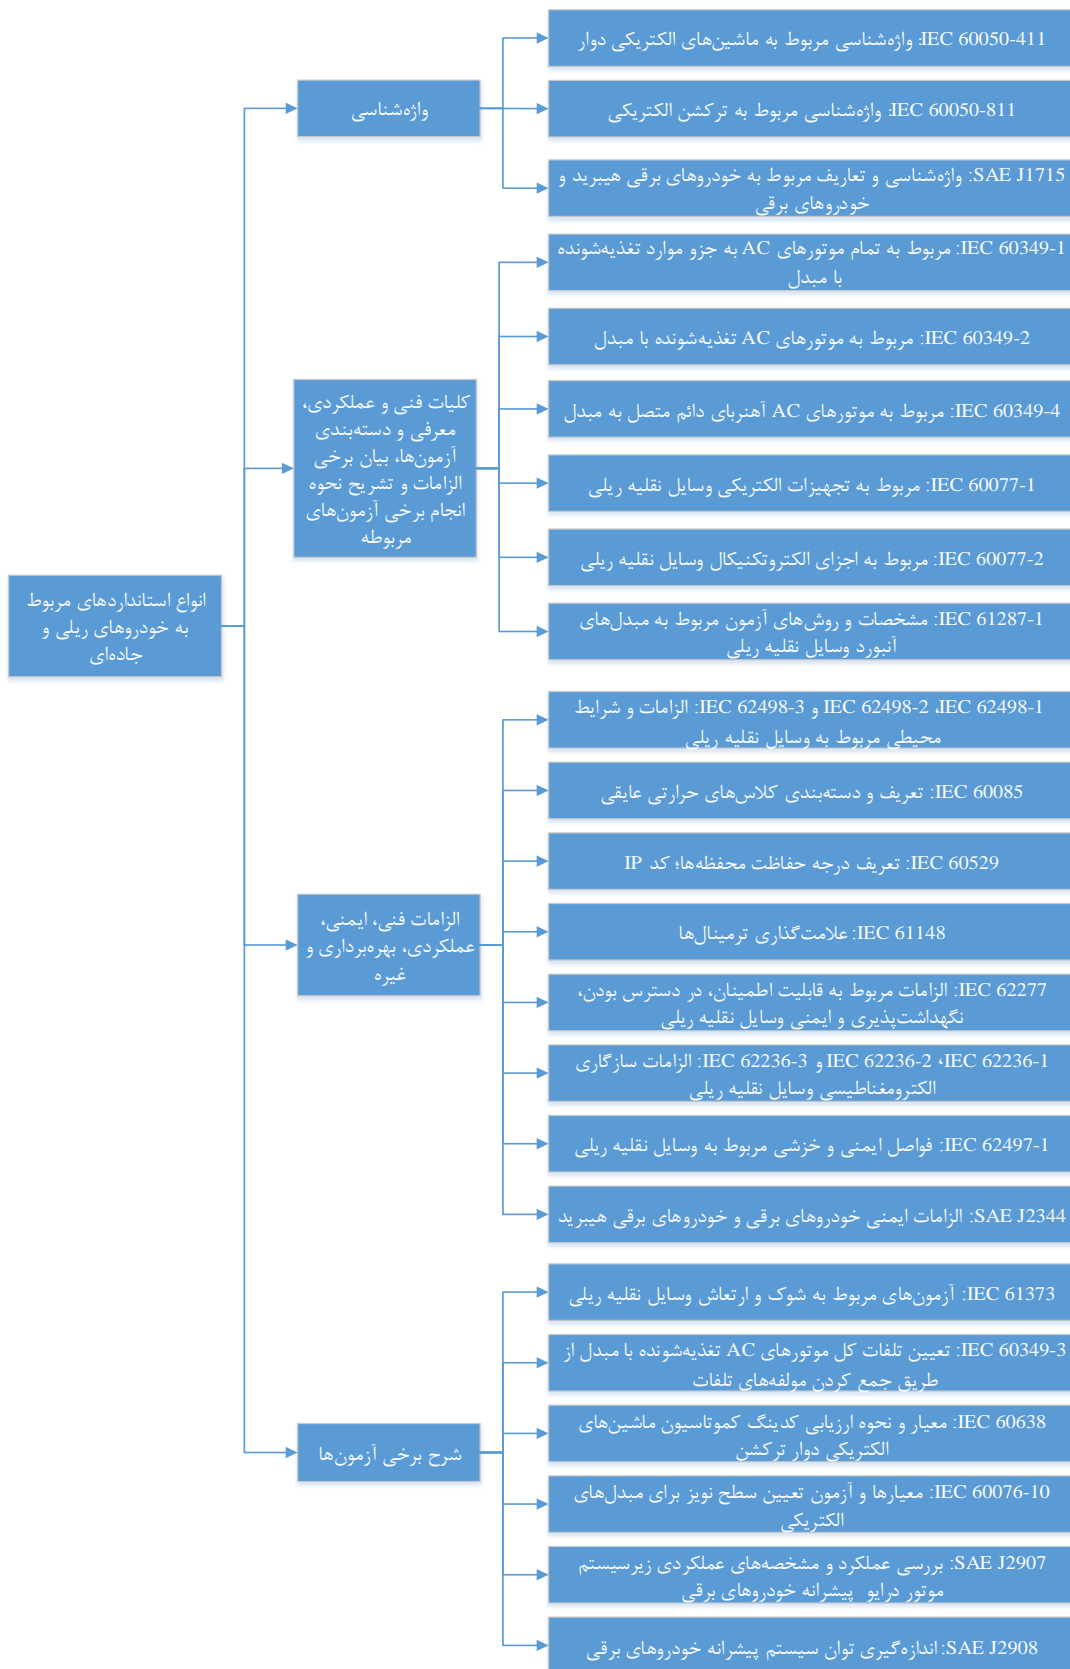 انواع استانداردهای مربوط
به خودروهای ریلی و
جاده‌ای
واژه‌شناسی
IEC 60050-411: واژه‌شناسی مربوط به ماشین‌های الکتریکی دوار
IEC 60050-811: واژه‌شناسی مربوط به ترکشن الکتریکی
SAE J1715: واژه‌شناسی و تعاریف مربوط به خودروهای برقی هیبرید و
خودروهای برقی
کلیات فنی و عملکردی،
معرفی و دسته‌بندی
آزمون‌ها، بیان برخی
الزامات و تشریح نحوه
انجام برخی آزمون‌های
مربوطه
IEC 60349-1: مربوط به تمام موتورهای AC به جزو موارد تغذیه‌شونده
با مبدل
IEC 60349-2: مربوط به موتورهای AC تغذیه‌شونده با مبدل
IEC 60349-4: مربوط به موتورهای AC آهنربای دائم متصل به مبدل
IEC 60077-1: مربوط به تجهیزات الکتریکی وسایل نقلیه ریلی
IEC 60077-2: مربوط به اجزای الکتروتکنیکال وسایل نقلیه ریلی
IEC 61287-1: مشخصات و روش‌های آزمون مربوط به مبدل‌های
آنبورد وسایل نقلیه ریلی
الزامات فنی، ایمنی،
عملکردی، بهره‌برداری و
غیره
IEC 62498-1، IEC 62498-2 و IEC 62498-3: الزامات و شرایط
محیطی مربوط به وسایل نقلیه ریلی
IEC 60085: تعریف و دسته‌بندی کلاس‌های حرارتی عایقی
IEC 60529: تعریف درجه حفاظت محفظه‌ها؛ کد IP
IEC 61148: علامت‌گذاری ترمینال‌ها
IEC 62277: الزامات مربوط به قابلیت اطمینان، در دسترس بودن،
نگهداشت‌پذیری و ایمنی وسایل نقلیه ریلی
IEC 62236-1، IEC 62236-2 و IEC 62236-3: الزامات سازگاری
الکترومغناطیسی وسایل نقلیه ریلی
IEC 62497-1: فواصل ایمنی و خزشی مربوط به وسایل نقلیه ریلی
SAE J2344: الزامات ایمنی خودروهای برقی و خودروهای برقی هیبرید
شرح برخی آزمون‌ها
IEC 61373: آزمون‌های مربوط به شوک و ارتعاش وسایل نقلیه ریلی
IEC 60349-3: تعیین تلفات کل موتورهای AC تغذیه‌شونده با مبدل از
طریق جمع کردن مولفه‌های تلفات
IEC 60638: معیار و نحوه ارزیابی کدینگ کموتاسیون ماشین‌های
الکتریکی دوار ترکشن
IEC 60076-10: معیارها و آزمون تعیین سطح نویز برای مبدل‌های
الکتریکی
SAE J2907: بررسی عملکرد و مشخصه‌های عملکردی زیرسیستم
موتور درایو پیشرانه خودروهای برقی
SAE J2908: اندازه‌گیری توان سیستم پیشرانه خودروهای برقی